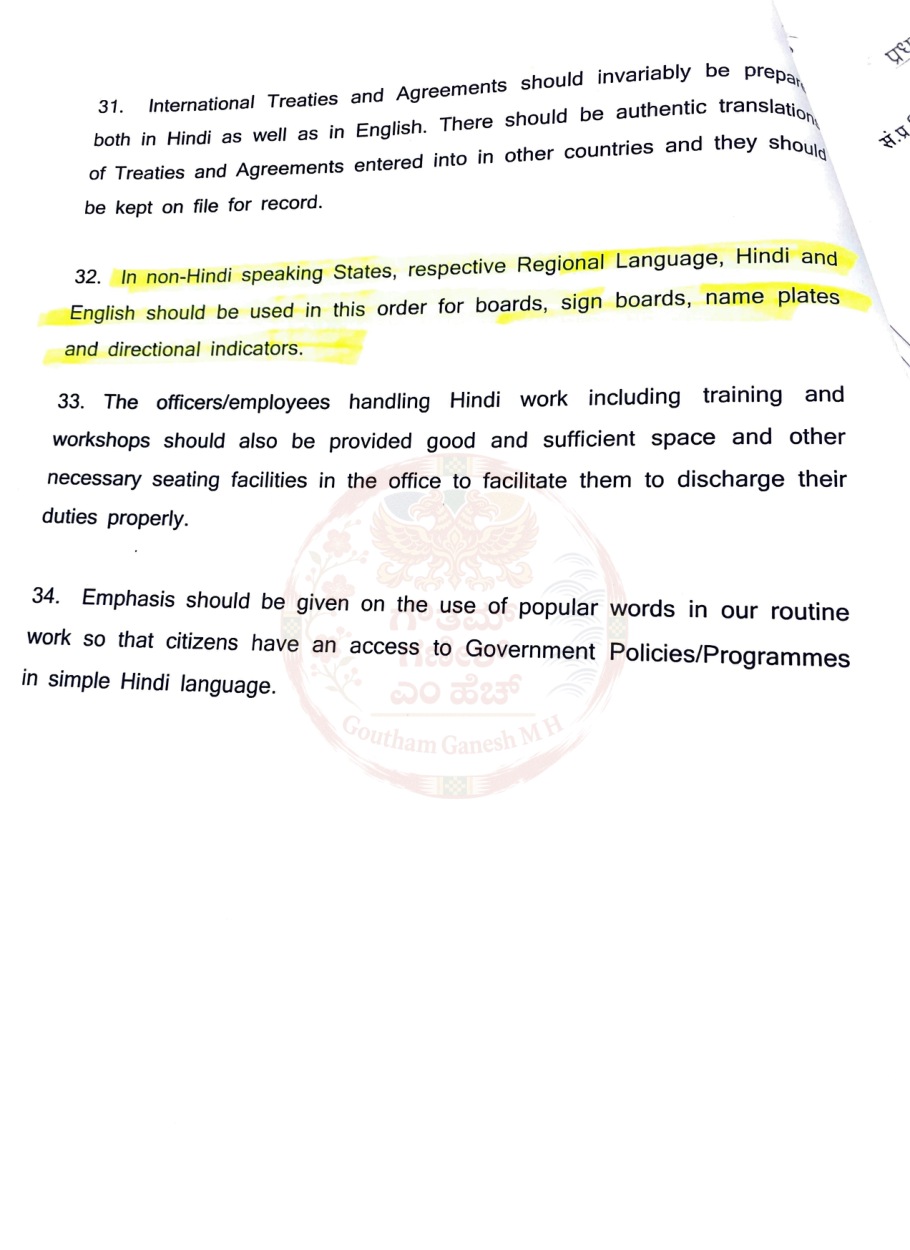 31. International Treaties and Agreements should invariably be
both in Hindi as well as in English. There should be authentic translation
of Treaties and Agreements entered into in other countries and they should
be kept on file for record.
32. In non-Hindi speaking States, respective Regional Language, Hindi and
English should be used in this order for boards, sign boards, name plates
and directional indicators.
33. The officers/employees handling Hindi work including training and
workshops should also be provided good and sufficient space and other
necessary seating facilities in the office to facilitate them to discharge their
duties properly.
34. Emphasis should be given on the use of popular words in our routine
work so that citizens have an access to Government Policies/Programmes
in simple Hindi language.
ಗೌತಮ್
ಗಣೇಶ್
ಎಂ ಹೆಚ್
Goutham Ganesh M H